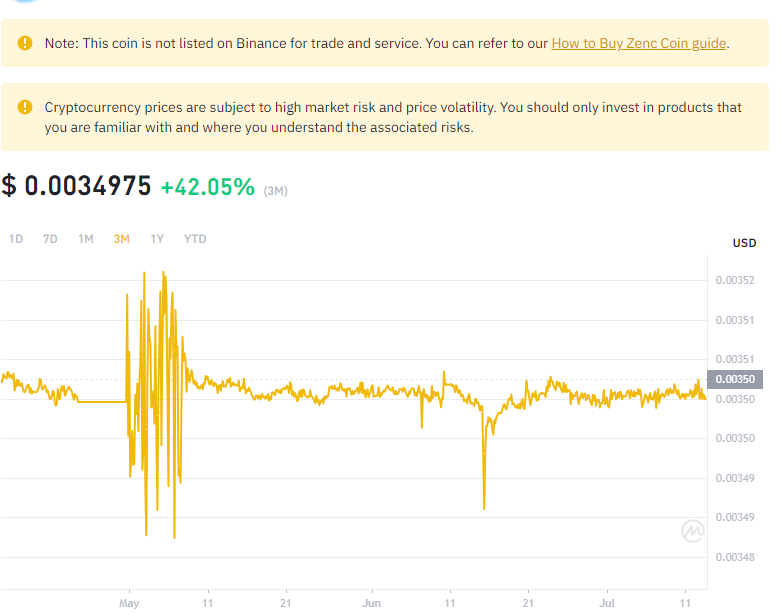 Note: This coin is not listed on Binance for trade and service. You can refer to our How to Buy Zenc Coin guide.
Cryptocurrency prices are subject to high market risk and price volatility. You should only invest in products that
you are familiar with and where you understand the associated risks.
$ 0.0034975 +42.05% (3M)
1D 7D 1M 3M 1Y YTD
USD
0.00352
0.00351
0.00351
0.00350
0.00350
0.00350
0.00349
0.00349
0.00348
May 11 21 Jun 11 21 Jul 11